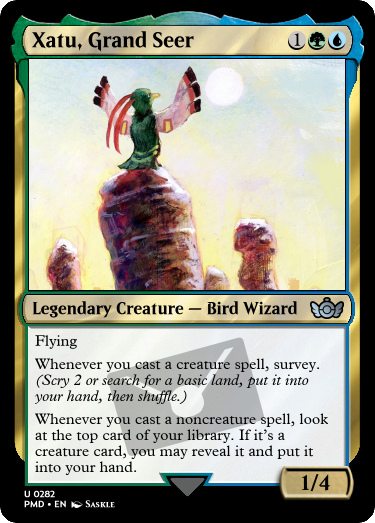 Xatu, Grand Seer 1
Legendary Creature — Bird Wizard
Flying
Whenever you cast a creature spell, survey.
(Scry 2 or search for a basic land, put it into
your hand, then shuffle.)
Whenever you cast a noncreature spell, look
at the top card of your library. If it's a
creature card, you may reveal it and put it
into your hand.
1/4
U 0282
PMD • EN Saskle